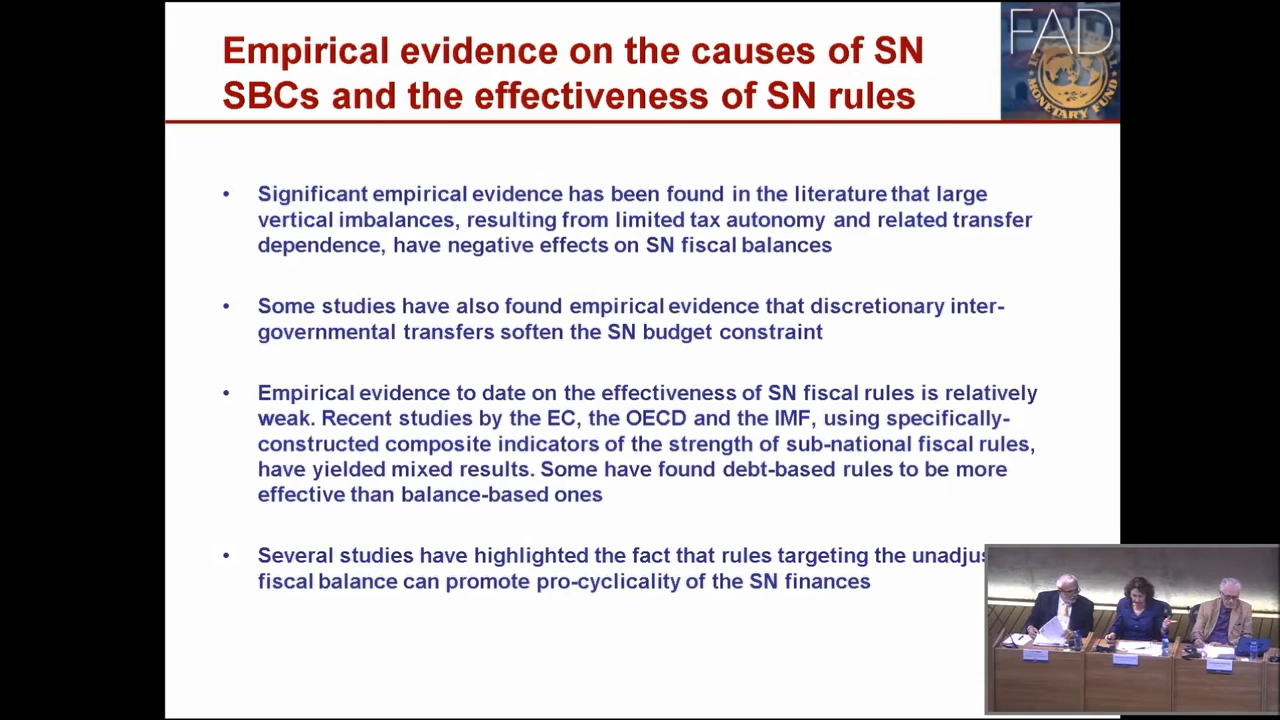 Empirical evidence on the causes of SN
SBCs and the effectiveness of SN rules
FAD
MONETARY FUND
• Significant empirical evidence has been found in the literature that large
vertical imbalances, resulting from limited tax autonomy and related transfer
dependence, have negative effects on SN fiscal balances
• Some studies have also found empirical evidence that discretionary inter-
governmental transfers soften the SN budget constraint
• Empirical evidence to date on the effectiveness of SN fiscal rules is relatively
weak. Recent studies by the EC, the OECD and the IMF, using specifically-
constructed composite indicators of the strength of sub-national fiscal rules,
have yielded mixed results. Some have found debt-based rules to be more
effective than balance-based ones
• Several studies have highlighted the fact that rules targeting the unadjus
fiscal balance can promote pro-cyclicality of the SN finances